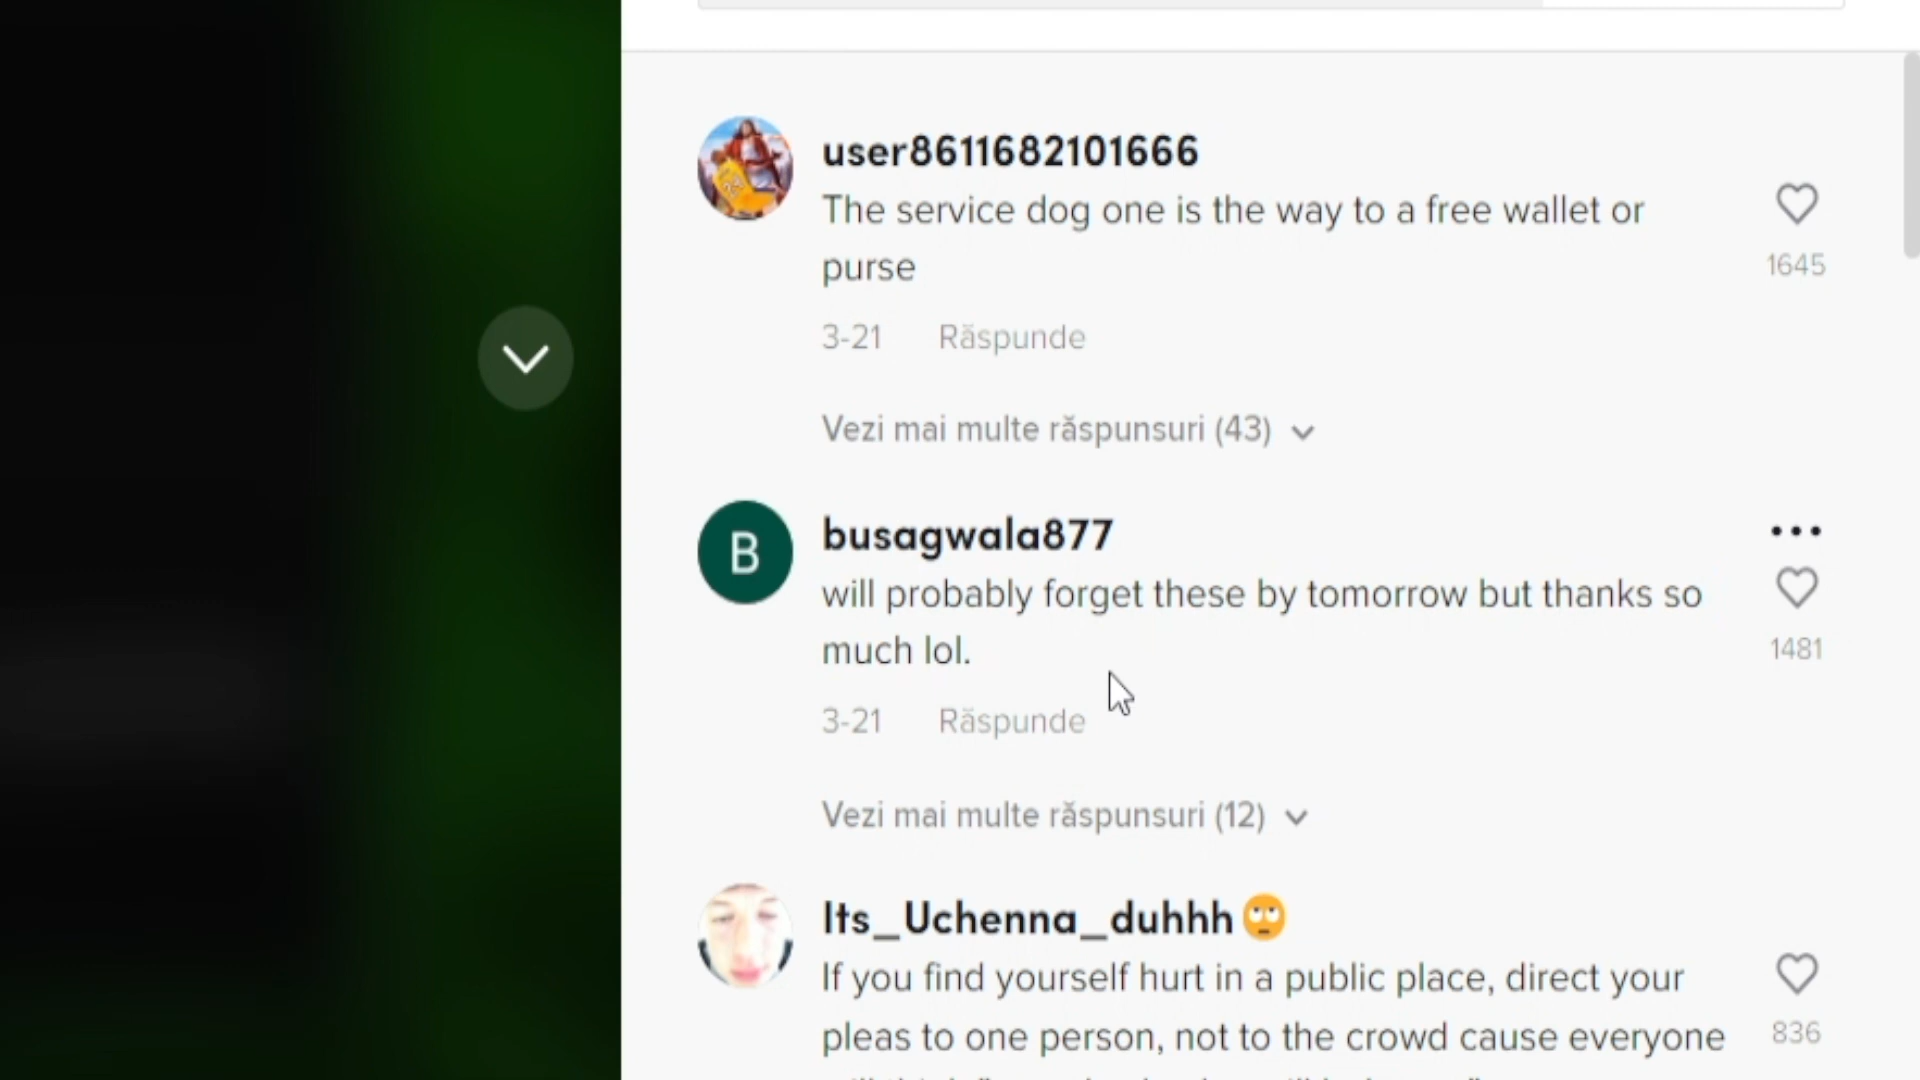 user8611682101666
The service dog one is the way to a free wallet or
purse
1645
3-21 Răspunde
Vezi mai multe răspunsuri (43)
B
busagwala877
will probably forget these by tomorrow but thanks so
much lol.
1481
3-21 Răspunde
Vezi mai multe răspunsuri (12)
Its_Uchenna_duhhh🙄
If you find yourself hurt in a public place, direct your
pleas to one person, not to the crowd cause everyone
836